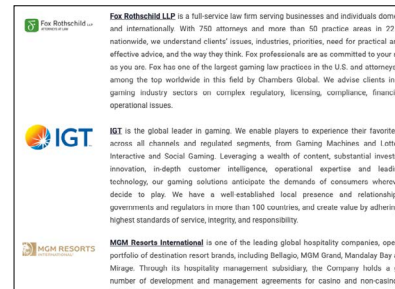 Fox Rothschild LLP
ATTORNEYS AT LAW
Fox Rothschild LLP is a full-service law firm serving businesses and individuals dome
and internationally. With 750 attorneys and more than 50 practice areas in 22
nationwide, we understand clients' issues, industries, priorities, need for practical a
effective advice, and the way they think. Fox professionals are as committed to your
as you are. Fox has one of the largest gaming law practices in the U.S. and attorneys
among the top worldwide in this field by Chambers Global. We advise clients in
gaming industry sectors on complex regulatory, licensing, compliance, financi
operational issues.
IGT
IGT is the global leader in gaming. We enable players to experience their favorite
across all channels and regulated segments, from Gaming Machines and Lotte
Interactive and Social Gaming. Leveraging a wealth of content, substantial invest
innovation, in-depth customer intelligence, operational expertise and leadi
technology, our gaming solutions anticipate the demands of consumers wherev
decide to play. We have a well-established local presence and relationship
governments and regulators in more than 100 countries, and create value by adherin
highest standards of service, integrity, and responsibility.
MGM RESORTS
INTERNATIONAL
MGM Resorts International is one of the leading global hospitality companies, ope
portfolio of destination resort brands, including Bellagio, MGM Grand, Mandalay Bay
Mirage. Through its hospitality management subsidiary, the Company holds a
number of development and management agreements for casino and non-casino